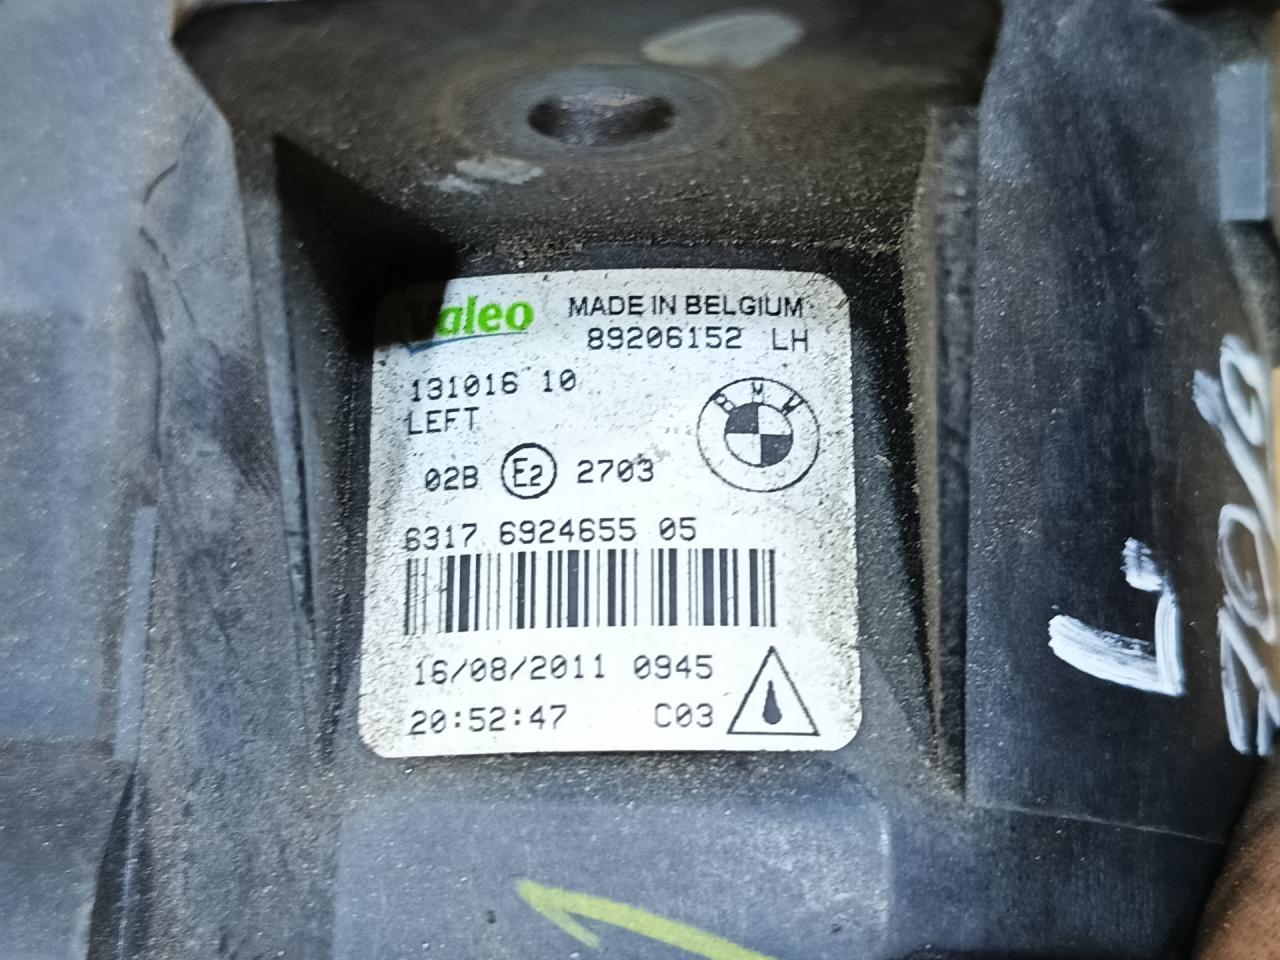 Valeo MADE IN BELGIUM
89206152 LH
131016 10
LEFT
BMW
02B E2 2703
6317 6924655 05
16/08/2011 0945
20:52:47 C03
L